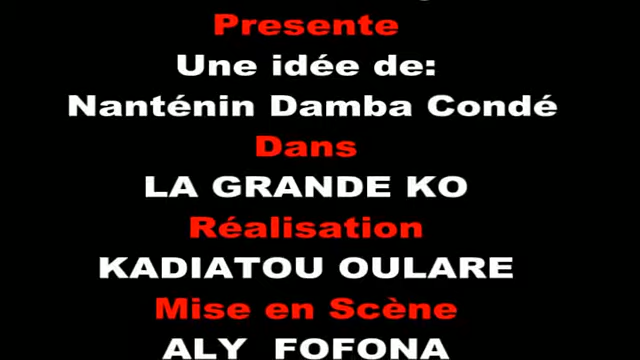 Presente
Une idée de:
Nanténin Damba Condé
Dans
LA GRANDE KO
Réalisation
KADIATOU OULARE
Mise en Scène
ALY FOFONA